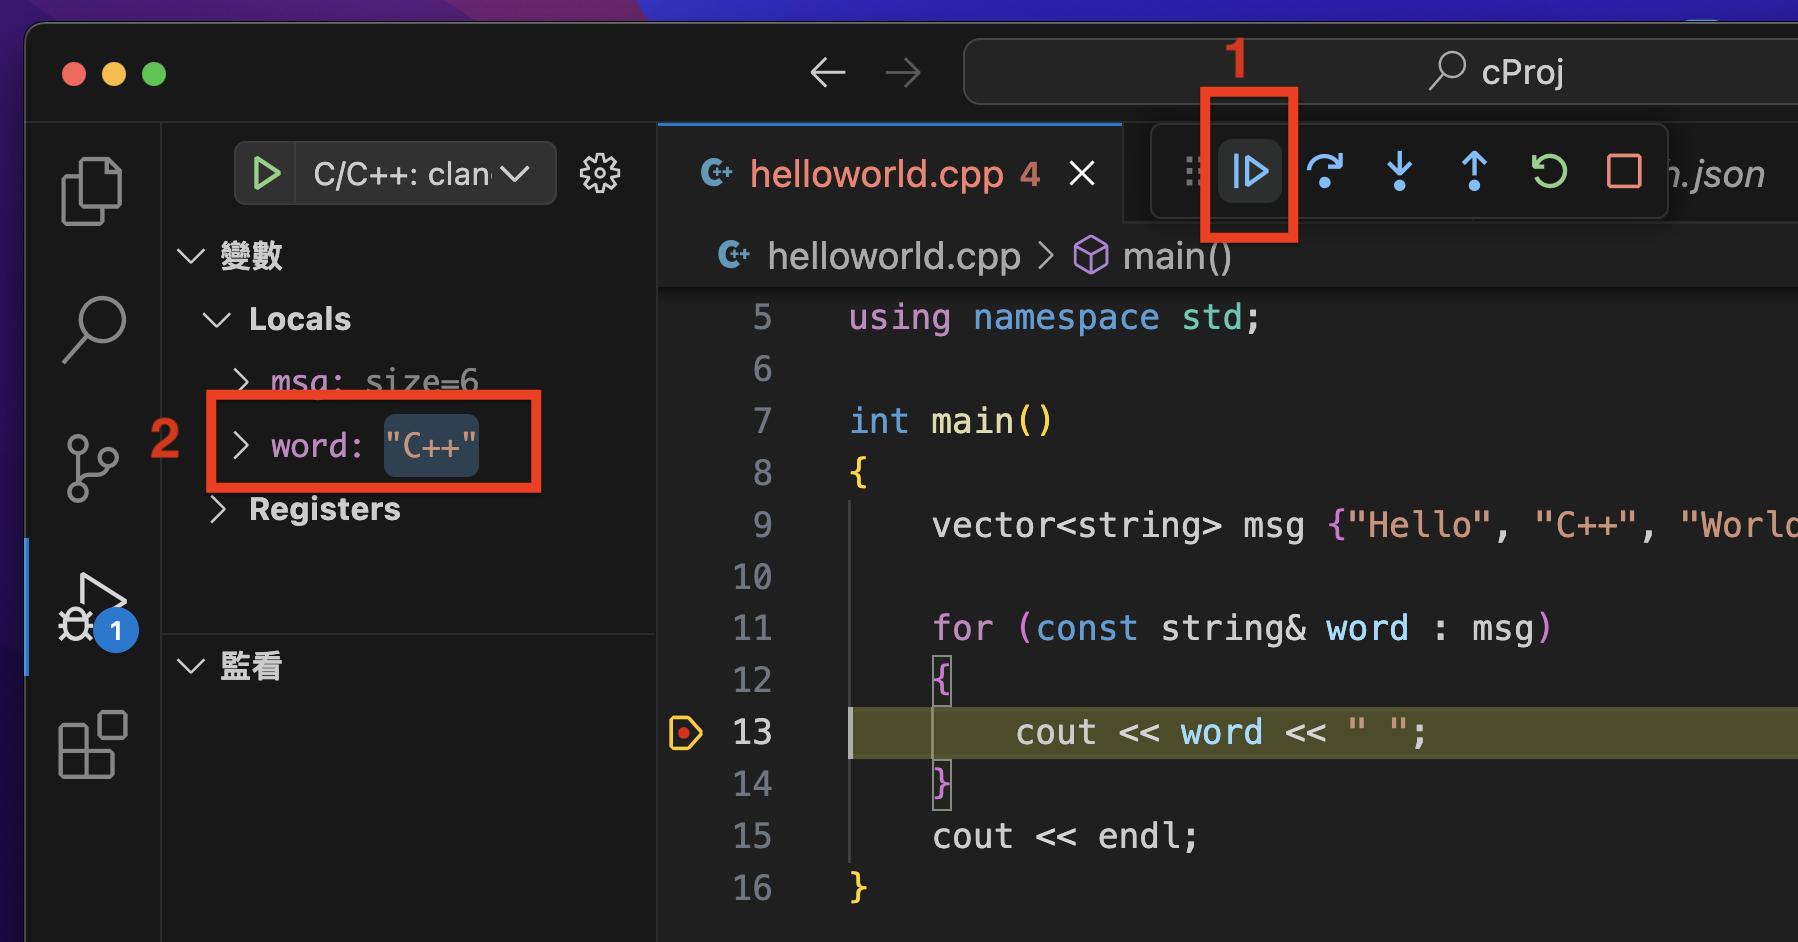 1
cProj
C/C++: clan
helloworld.cpp 4
.json
變數
helloworld.cpp > main()
Locals
msg: size=6
2
word: "C++"
Registers
1
監看
5 using namespace std;
6
7 int main()
8 {
9 vector<string> msg {"Hello", "C++", "World
10
11 for (const string& word : msg)
12 {
13 cout << word << " ";
14 }
15 cout << endl;
16 }